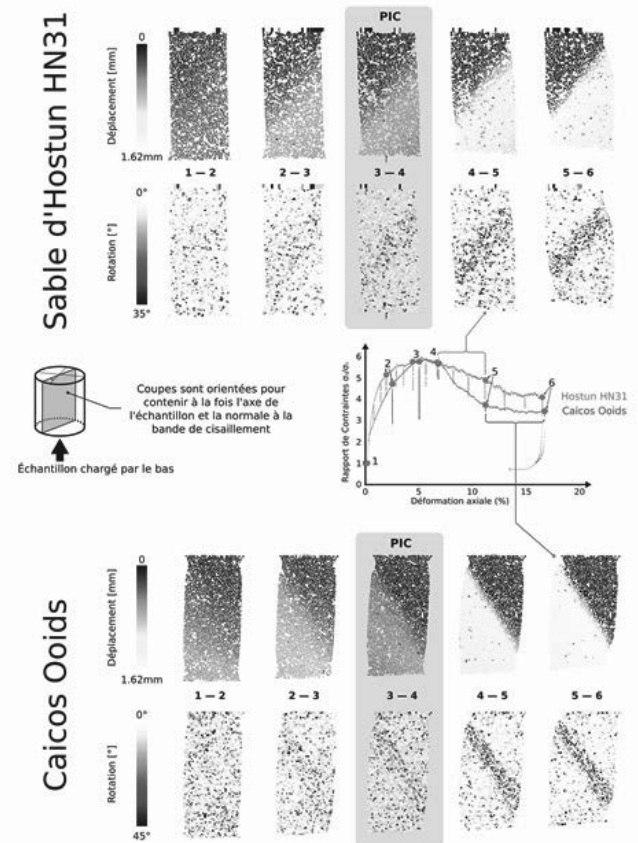 Sable d'Hostun HN31
PIC
Déplacement [mm]
0
1.62mm
1 — 2
2 — 3
3 — 4
4 — 5
5 — 6
Rotation [°]
0°
35°
Coupes sont orientées pour
contenir à la fois l'axe de
l'échantillon et la normale à la
bande de cisaillement
Échantillon chargé par le bas
Rapport de Contraintes
6
5
4
3
2
1
0
0
5
10
15
20
Déformation axiale (%)
1
2
3
4
5
6
Hostun HN31
Caicos Ooids
Caicos Ooids
PIC
Déplacement [mm]
0
1.62mm
1 — 2
2 — 3
3 — 4
4 — 5
5 — 6
Rotation [°]
0°
45°